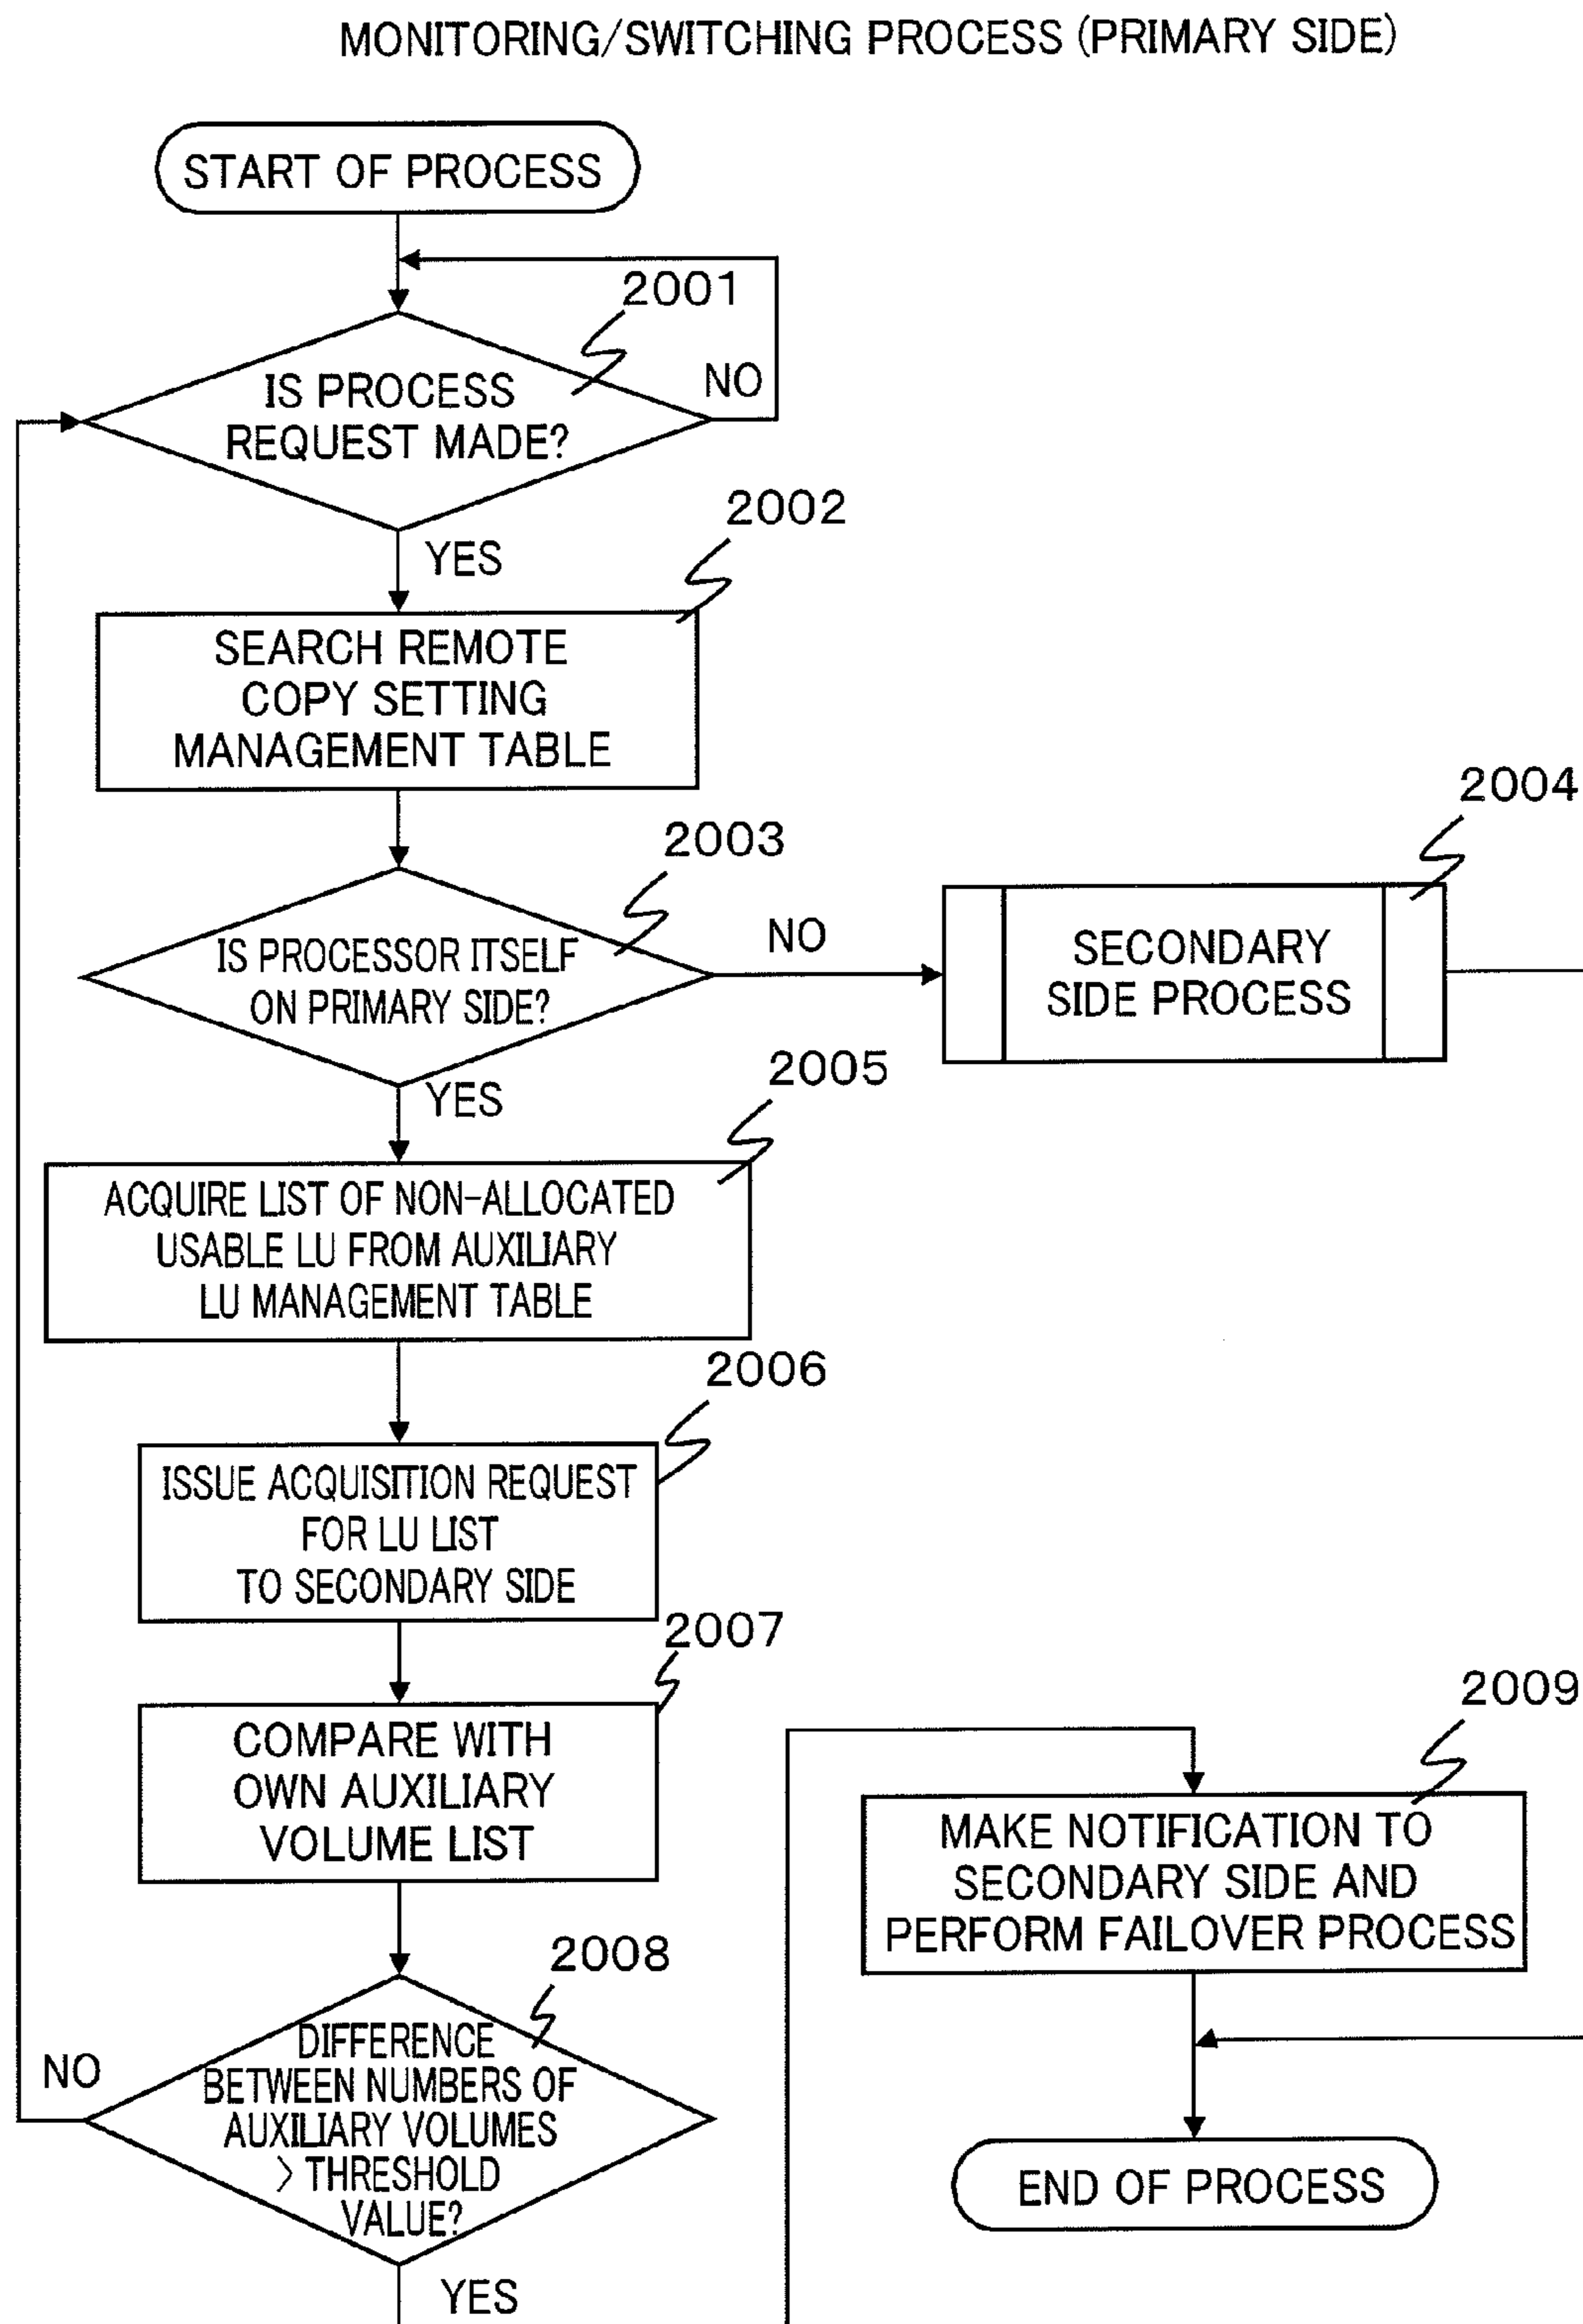 MONITORING/SWITCHING PROCESS (PRIMARY SIDE)
START OF PROCESS
2001
IS PROCESS
REQUEST MADE?
NO
YES
2002
SEARCH REMOTE
COPY SETTING
MANAGEMENT TABLE
2003
IS PROCESSOR ITSELF
ON PRIMARY SIDE?
NO
2004
SECONDARY
SIDE PROCESS
YES
2005
ACQUIRE LIST OF NON-ALLOCATED
USABLE LU FROM AUXILIARY
LU MANAGEMENT TABLE
2006
ISSUE ACQUISITION REQUEST
FOR LU LIST
TO SECONDARY SIDE
2007
COMPARE WITH
OWN AUXILIARY
VOLUME LIST
2008
DIFFERENCE
BETWEEN NUMBERS OF
AUXILIARY VOLUMES
> THRESHOLD
VALUE?
NO
YES
2009
MAKE NOTIFICATION TO
SECONDARY SIDE AND
PERFORM FAILOVER PROCESS
END OF PROCESS